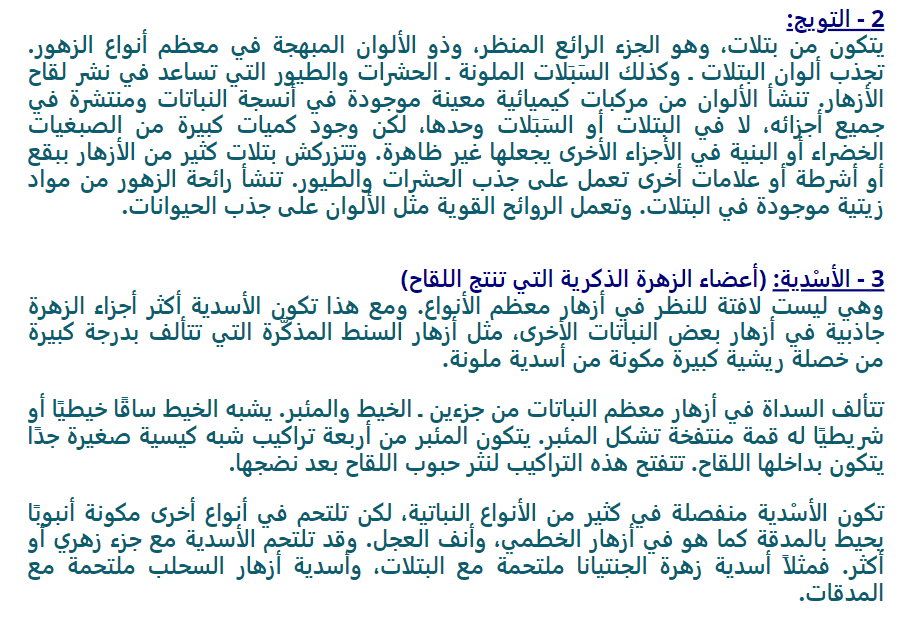 2 - التويج:
يتكون من بتلات، وهو الجزء الرائع المنظر، وذو الألوان المبهجة في معظم أنواع الزهور.
تجذب ألوان البتلات ـ وكذلك السَبَلات الملونة ـ الحشرات والطيور التي تساعد في نشر لقاح
الأزهار. تنشأ الألوان من مركبات كيميائية معينة موجودة في أنسجة النباتات ومنتشرة في
جميع أجزائه، لا في البتلات أو السَبَلات وحدها، لكن وجود كميات كبيرة من الصبغيات
الخضراء أو البنية في الأجزاء الأخرى يجعلها غير ظاهرة. وتتزركش بتلات كثير من الأزهار ببقع
أو أشرطة أو علامات أخرى تعمل على جذب الحشرات والطيور. تنشأ رائحة الزهور من مواد
زيتية موجودة في البتلات. وتعمل الروائح القوية مثل الألوان على جذب الحيوانات.
3 - الأسْدية: (أعضاء الزهرة الذكرية التي تنتج اللقاح)
وهي ليست لافتة للنظر في أزهار معظم الأنواع. ومع هذا تكون الأسدية أكثر أجزاء الزهرة
جاذبية في أزهار بعض النباتات الأخرى، مثل أزهار السنط المذكّرة التي تتألف بدرجة كبيرة
من خصلة ريشية كبيرة مكونة من أسدية ملونة.
تتألف السداة في أزهار معظم النباتات من جزءين ـ الخيط والمئبر. يشبه الخيط ساقًا خيطيًا أو
شريطيًا له قمة منتفخة تشكل المئبر. يتكون المئبر من أربعة تراكيب شبه كيسية صغيرة جدًا
يتكون بداخلها اللقاح. تتفتح هذه التراكيب لنثر حبوب اللقاح بعد نضجها.
تكون الأسْدية منفصلة في كثير من الأنواع النباتية، لكن تلتحم في أنواع أخرى مكونة أنبوبًا
يحيط بالمدقة كما هو في أزهار الخطمي، وأنف العجل. وقد تلتحم الأسدية مع جزء زهري أو
أكثر. فمثلاً أسدية زهرة الجنتيانا ملتحمة مع البتلات، وأسدية أزهار السحلب ملتحمة مع
المدقات.